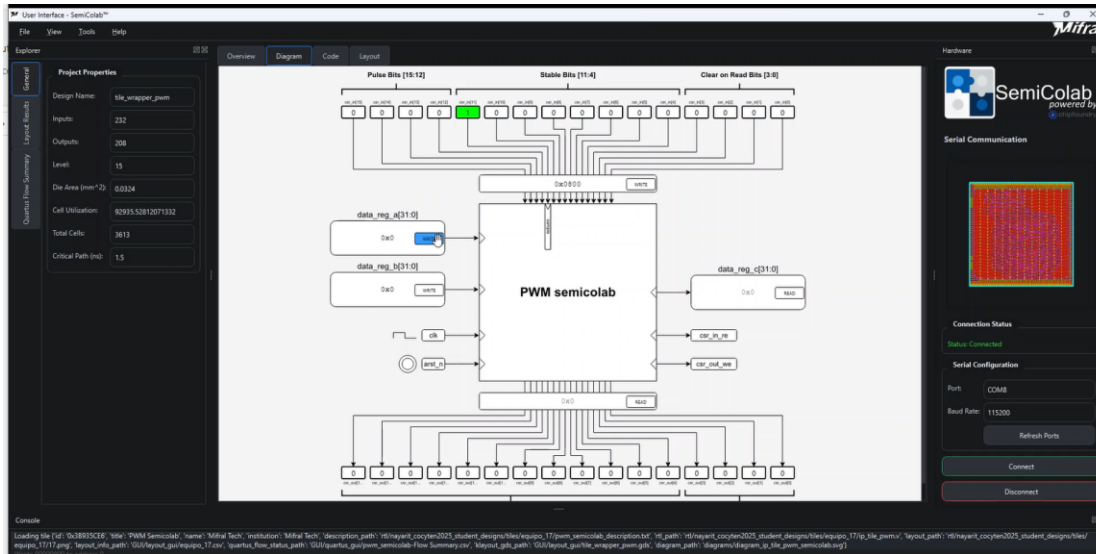 User Interface - SemiColab™
File View Tools Help
Mifral
Explorer
Overview Diagram Code Layout
Hardware
General
Layout Results
Quartus Flow Summary
Project Properties
Design Name: tile_wrapper_pwm
Inputs: 232
Outputs: 208
Level: 15
Die Area (mm^2): 0.0324
Cell Utilization: 92935.52812071332
Total Cells: 3613
Critical Path (ns): 1.5
Pulse Bits [15:12] Stable Bits [11:4] Clear on Read Bits [3:0]
0 0 0 0 1 0 0 0 0 0 0 0 0 0 0 0
0x0800 WRITE
data_reg_a[31:0]
0x0
data_reg_b[31:0]
0x0 WRITE
PWM semicolab
data_reg_c[31:0]
0x0 READ
clk
arst_n
csr_in_re
csr_out_we
0x0 READ
0 0 0 0 0 0 0 0 0 0 0 0 0 0 0 0
SemiColab
powered by
chipfoundry
Serial Communication
Connection Status
Status: Connected
Serial Configuration
Port: COM8
Baud Rate: 115200
Refresh Ports
Connect
Disconnect
Console
Loading tile {'id': '0x3B935CE6', 'title': 'PWM Semicolab', 'name': 'Mifral Tech', 'institution': 'Mifral Tech', 'description_path': 'rtl/nayarit_cocyten2025_student_designs/tiles/equipo_17/pwm_semicolab_description.txt', 'rtl_path': 'rtl/nayarit_cocyten2025_student_designs/tiles/equipo_17/ip_tile_pwm.v', 'layout_path': 'rtl/nayarit_cocyten2025_student_designs/tiles/
equipo_17/17.png', 'layout_info_path': 'GUI/layout_gui/equipo_17.csv', 'quartus_flow_status_path': 'GUI/quartus_gui/pwm_semicolab-Flow Summary.csv', 'klayout_gds_path': 'GUI/layout_gui/tile_wrapper_pwm.gds', 'diagram_path': 'diagrams/diagram_ip_tile_pwm_semicolab.svg'}